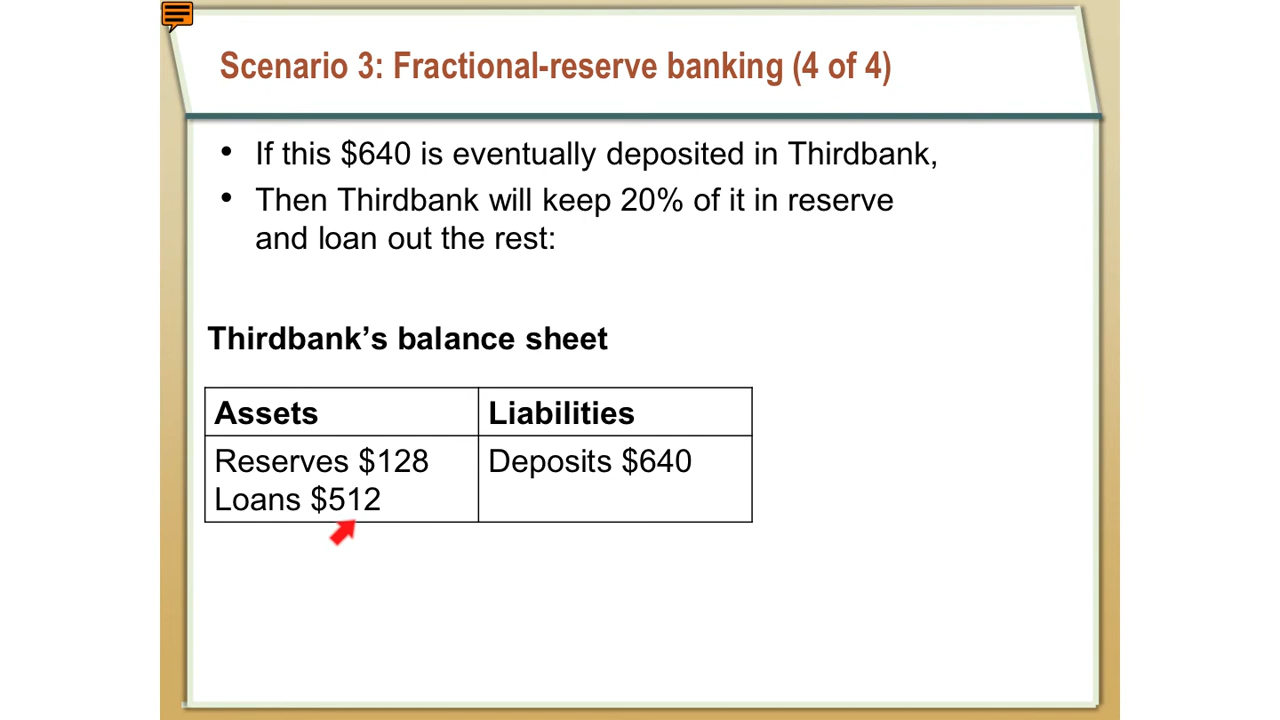 Scenario 3: Fractional-reserve banking (4 of 4)
• If this $640 is eventually deposited in Thirdbank,
• Then Thirdbank will keep 20% of it in reserve
and loan out the rest:
Thirdbank’s balance sheet
Assets Liabilities
Reserves $128 Deposits $640
Loans $512